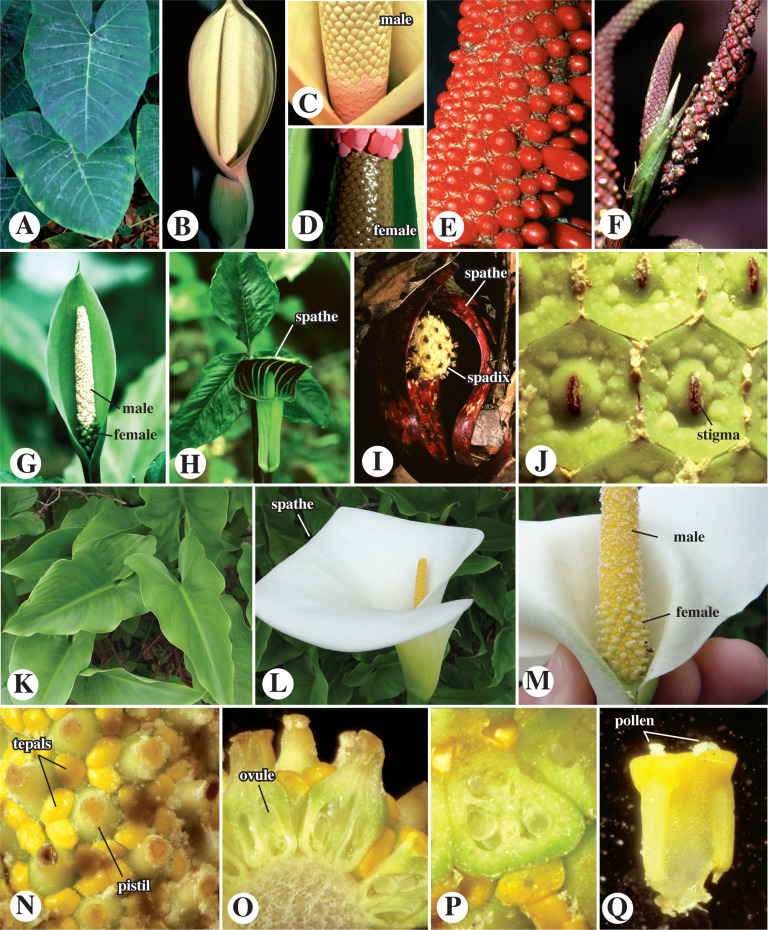 A
B
male
C
female
D
E
F
male
female
G
spathe
H
spathe
spadix
I
stigma
J
K
spathe
L
male
female
M
tepals
pistil
N
ovule
O
P
pollen
Q